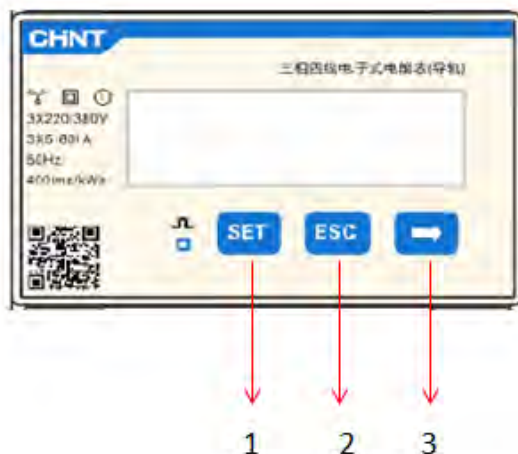 CHNT
三相四线电子式电能表(导轨)
3X220/380V
3X5(80)A
50Hz
400imp/kWh
SET
ESC
1
2
3